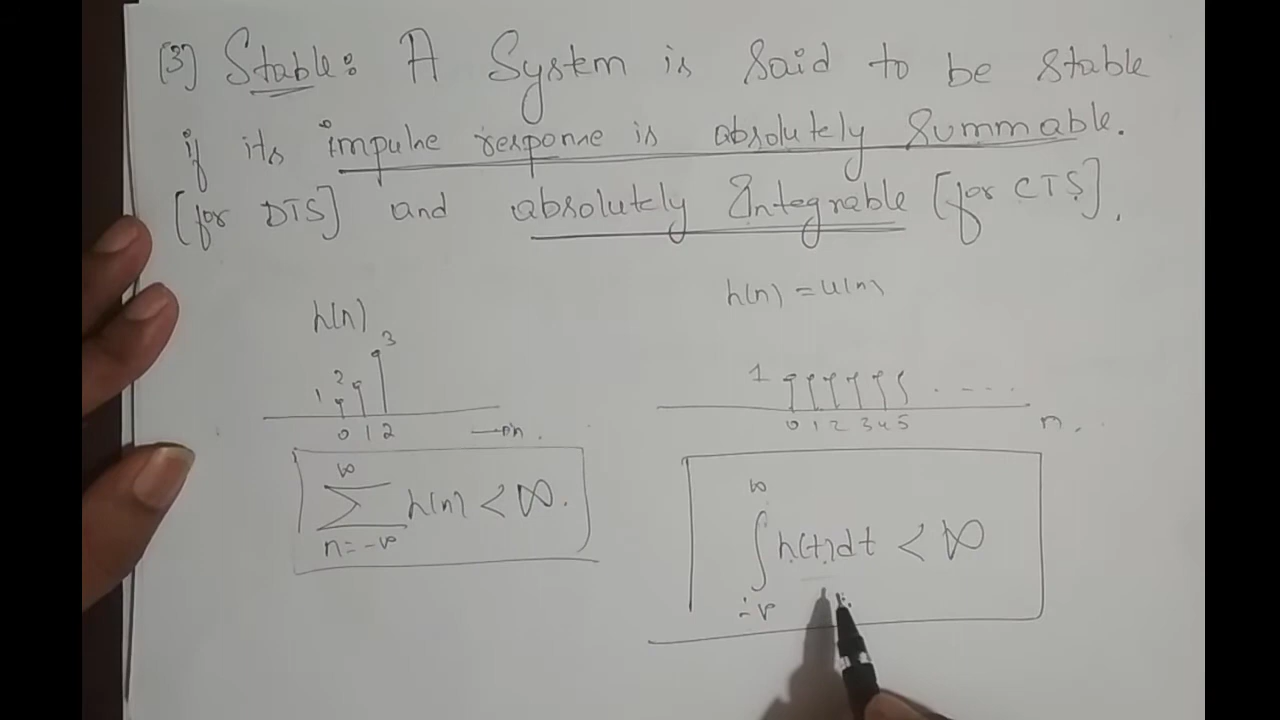 (3) Stable: A System is Said to be Stable
if its impulse response is absolutely Summable.
[for DTS] and absolutely Integrable [for CTS].
h(n)
h(n) = u(n)
1 2 3
0 1 2 → n.
1 . - - - .
0 1 2 3 4 5 n.
∞
∑ h(n) < ∞.
n=-∞
∞
∫ h(t)dt < ∞
-∞